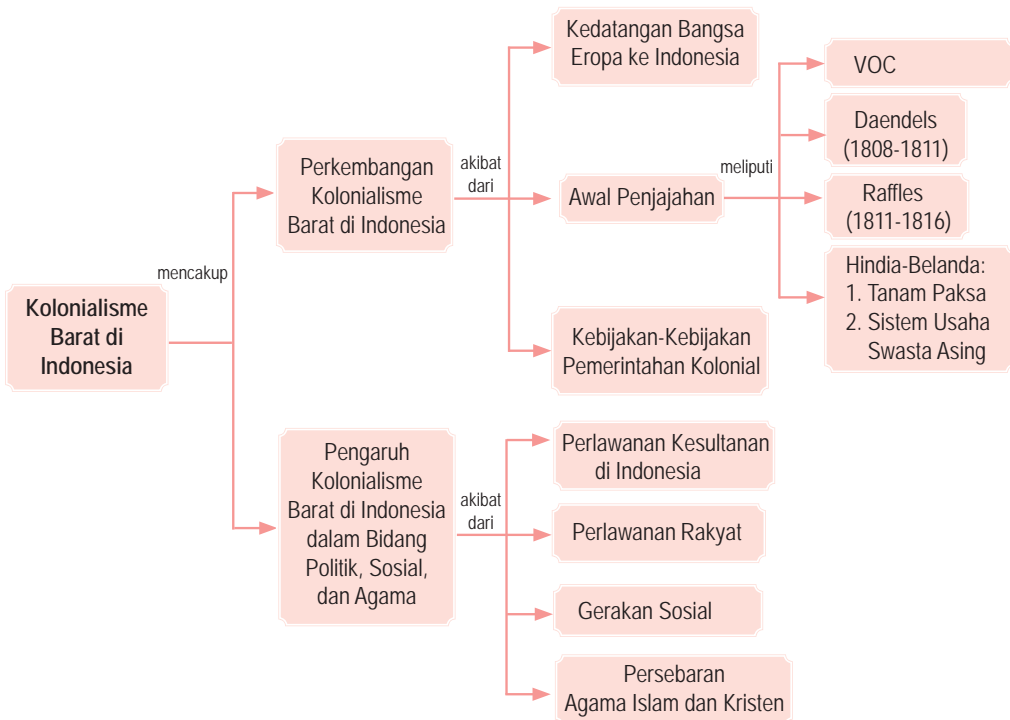 Kolonialisme
Barat di
Indonesia
mencakup
Perkembangan
Kolonialisme
Barat di Indonesia
akibat
dari
Kedatangan Bangsa
Eropa ke Indonesia
Awal Penjajahan
meliputi
VOC
Daendels
(1808-1811)
Raffles
(1811-1816)
Hindia-Belanda:
1. Tanam Paksa
2. Sistem Usaha
Swasta Asing
Kebijakan-Kebijakan
Pemerintahan Kolonial
Pengaruh
Kolonialisme
Barat di Indonesia
dalam Bidang
Politik, Sosial,
dan Agama
akibat
dari
Perlawanan Kesultanan
di Indonesia
Perlawanan Rakyat
Gerakan Sosial
Persebaran
Agama Islam dan Kristen